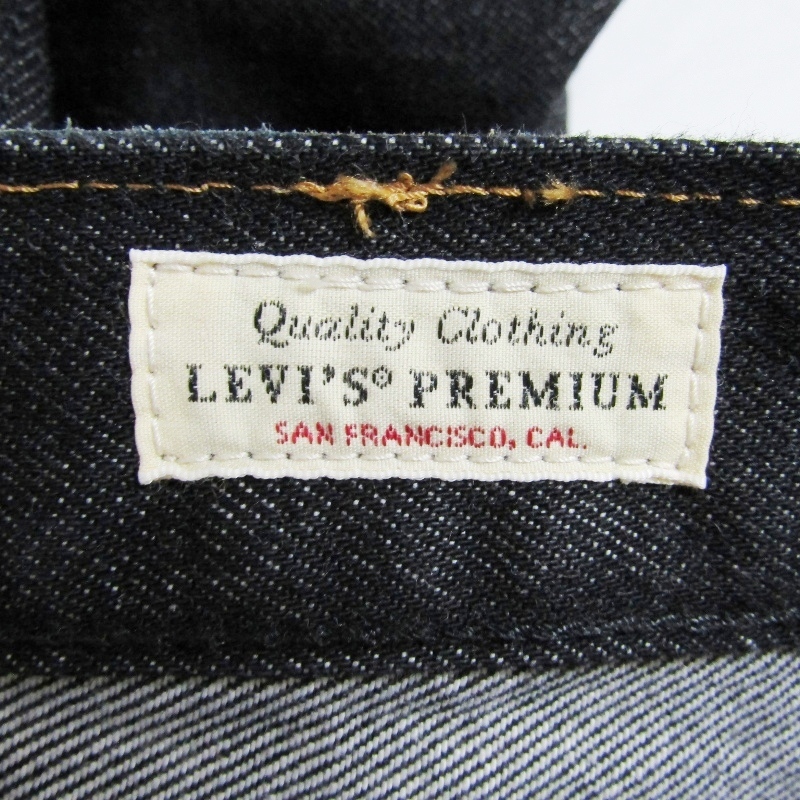 Quality Clothing
LEVI'S® PREMIUM
SAN FRANCISCO, CAL.